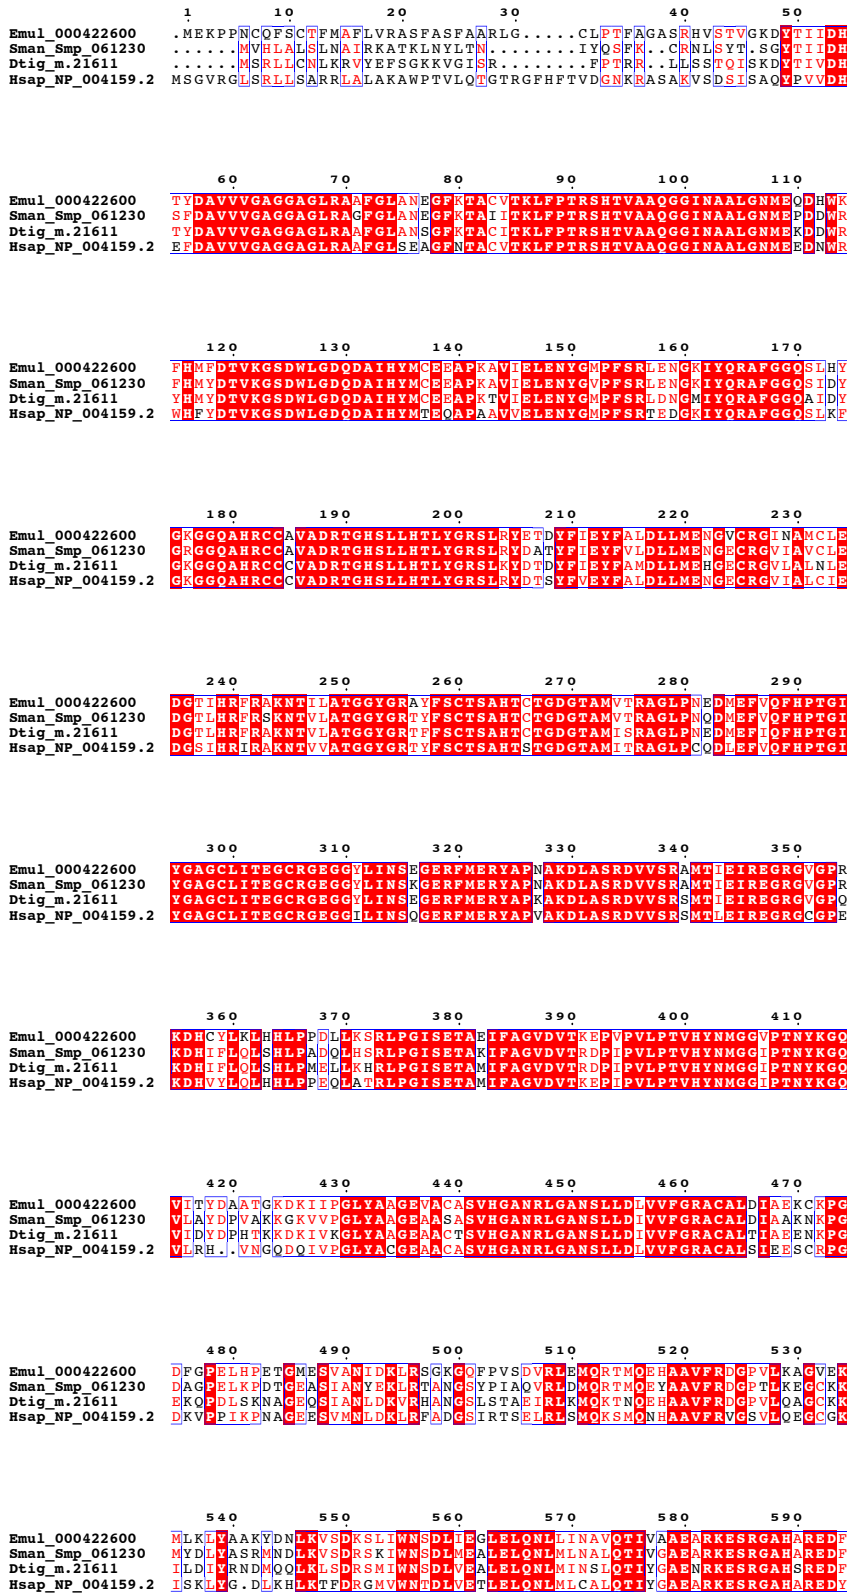 1 10 20 30 40 50
Emul_000422600 .MEKPPNCQFSCTFMAFLVRASFASFAARLG.....CLPTFAGASRHVSTVGKDYTIIDH
Sman_Smp_061230 ......MVHLALSLNAIRKATKLNYLTN........IYQSFK..CRNLSYT.SGYTIIDH
Dtig_m.21611 ......MSRLLCNLKRVYEFSGKKVGISR........FPTRR..LLSSTQISKDYTIVDH
Hsap_NP_004159.2 MSGVRGLSRLLSARRLALAKAWPTVLQTGTRGFHFTVDGNKRASAKVSDSISAQYPVVDH
60 70 80 90 100 110
Emul_000422600 TYDAVVVGAGGAGLRAAFGLANEGFKTACVTKLFPTRSHTVAAQGGINAALGNMEQDHWK
Sman_Smp_061230 SFDAVVVGAGGAGLRAGFGLANEGFKTAIITKLFPTRSHTVAAQGGINAALGNMEPDDWR
Dtig_m.21611 TYDAVVVGAGGAGLRAAFGLANSGFKTACITKLFPTRSHTVAAQGGINAALGNMEKDDWR
Hsap_NP_004159.2 EFDAVVVGAGGAGLRAAFGLSEAGFNTACVTKLFPTRSHTVAAQGGINAALGNMEEDNWR
120 130 140 150 160 170
Emul_000422600 FHMFDTVKGSDWLGDQDAIHYMCEEAPKAVIELENYGMPFSRLENGKIYQRAFGGQSLHY
Sman_Smp_061230 FHMYDTVKGSDWLGDQDAIHYMCEEAPKAVIELENYGVPFSRLENGKIYQRAFGGQSIDY
Dtig_m.21611 YHMYDTVKGSDWLGDQDAIHYMCEEAPKTVIELENYGMPFSRLDNGMIYQRAFGGQAIDY
Hsap_NP_004159.2 WHFYDTVKGSDWLGDQDAIHYMTEQAPAAVVELENYGMPFSRTEDGKIYQRAFGGQSLKF
180 190 200 210 220 230
Emul_000422600 GKGGQAHRCCAVADRTGHSLLHTLYGRSLRYETDYFIEYFALDLLMENGVCRGINAMCLE
Sman_Smp_061230 GRGGQAHRCCAVADRTGHSLLHTLYGRSLRYDATYFIEYFVLDLLMENGECRGVIAVCLE
Dtig_m.21611 GKGGQAHRCCCVADRTGHSLLHTLYGRSLKYDTDYFIEYFAMDLLMEHGECRGVLALNLE
Hsap_NP_004159.2 GKGGQAHRCCCVADRTGHSLLHTLYGRSLRYDTSYFVEYFALDLLMENGECRGVIALCIE
240 250 260 270 280 290
Emul_000422600 DGTIHRFRAKNTILATGGYGRAYFSCTSAHTCTGDGTAMVTRAGLPNEDMEFVQFHPTGI
Sman_Smp_061230 DGTLHRFRSKNTVLATGGYGRTYFSCTSAHTCTGDGTAMVTRAGLPNQDMEFVQFHPTGI
Dtig_m.21611 DGTLHRFRAKNTVLATGGYGRTFFSCTSAHTCTGDGTAMISRAGLPNEDMEFIQFHPTGI
Hsap_NP_004159.2 DGSIHRIRAKNTVVATGGYGRTYFSCTSAHTSTGDGTAMITRAGLPCQDLEFVQFHPTGI
300 310 320 330 340 350
Emul_000422600 YGAGCLITEGCRGEGGYLINSEGERFMERYAPNAKDLASRDVVSRAMTIEIREGRGVGPR
Sman_Smp_061230 YGAGCLITEGCRGEGGYLINSKGERFMERYAPNAKDLASRDVVSRAMTIEIREGRGVGPR
Dtig_m.21611 YGAGCLITEGCRGEGGYLINSEGERFMERYAPKAKDLASRDVVSRSMTIEIREGRGVGPQ
Hsap_NP_004159.2 YGAGCLITEGCRGEGGILINSQGERFMERYAPVAKDLASRDVVSRSMTLEIREGRGCGPE
360 370 380 390 400 410
Emul_000422600 KDHCYLKLHHLPPDLLKSRLPGISETAEIFAGVDVTKEPVPVLPTVHYNMGGVPTNYKGQ
Sman_Smp_061230 KDHIFLQLSHLPADQLHSRLPGISETAKIFAGVDVTRDPIPVLPTVHYNMGGIPTNYKGQ
Dtig_m.21611 KDHIFLQLSHLPMELLKHRLPGISETAMIFAGVDVTRDPIPVLPTVHYNMGGIPTNYKGQ
Hsap_NP_004159.2 KDHVYLQLHHLPPEQLATRLPGISETAMIFAGVDVTKEPIPVLPTVHYNMGGIPTNYKGQ
420 430 440 450 460 470
Emul_000422600 VITYDAATGKDKIIPGLYAAGEVACASVHGANRLGANSLLDLVVFGRACALDIAEKCKPG
Sman_Smp_061230 VLAYDPVAKKGKVVPGLYAAGEAASASVHGANRLGANSLLDIVVFGRACALDIAAKNKPG
Dtig_m.21611 VIDYDPHTKKDKIVKGLYAAGEAACTSVHGANRLGANSLLDIVVFGRACALTIAEENKPG
Hsap_NP_004159.2 VLRH..VNGQDQIVPGLYACGEAACASVHGANRLGANSLLDLVVFGRACALSIEESCRPG
480 490 500 510 520 530
Emul_000422600 DFGPELHPETGMESVANIDKLRSGKGQFPVSDVRLEMQRTMQEHAAVFRDGPVLKAGVEK
Sman_Smp_061230 DAGPELKPDTGEASIANYEKLRTANGSYPIAQVRLDMQRTMQEYAAVFRDGPTLKEGCKK
Dtig_m.21611 EKQPDLSKNAGEQSIANLDKVRHANGSLSTAEIRLKMQKTNQEHAAVFRDGPVLQAGCKK
Hsap_NP_004159.2 DKVPPIKPNAGEESVMNLDKLRFADGSIRTSELRLSMQKSMQNHAAVFRVGSVLQEGCGK
540 550 560 570 580 590
Emul_000422600 MLKLYAAKYDNLKVSDKSLIWNSDLIEGLELQNLLINAVQTIVAAEARKESRGAHAREDF
Sman_Smp_061230 MYDLYASRMNDLKVSDRSKIWNSDLMEALELQNLMLNALQTIVGAEARKESRGAHAREDF
Dtig_m.21611 ILDIYRNDMQQLKLSDRSMIWNSDLVEALELQNLMINSLQTIYGAENRKESRGAHSREDF
Hsap_NP_004159.2 ISKLYG.DLKHLKTFDRGMVWNTDLVETLELQNLMLCALQTIYGAEARKESRGAHAREDY